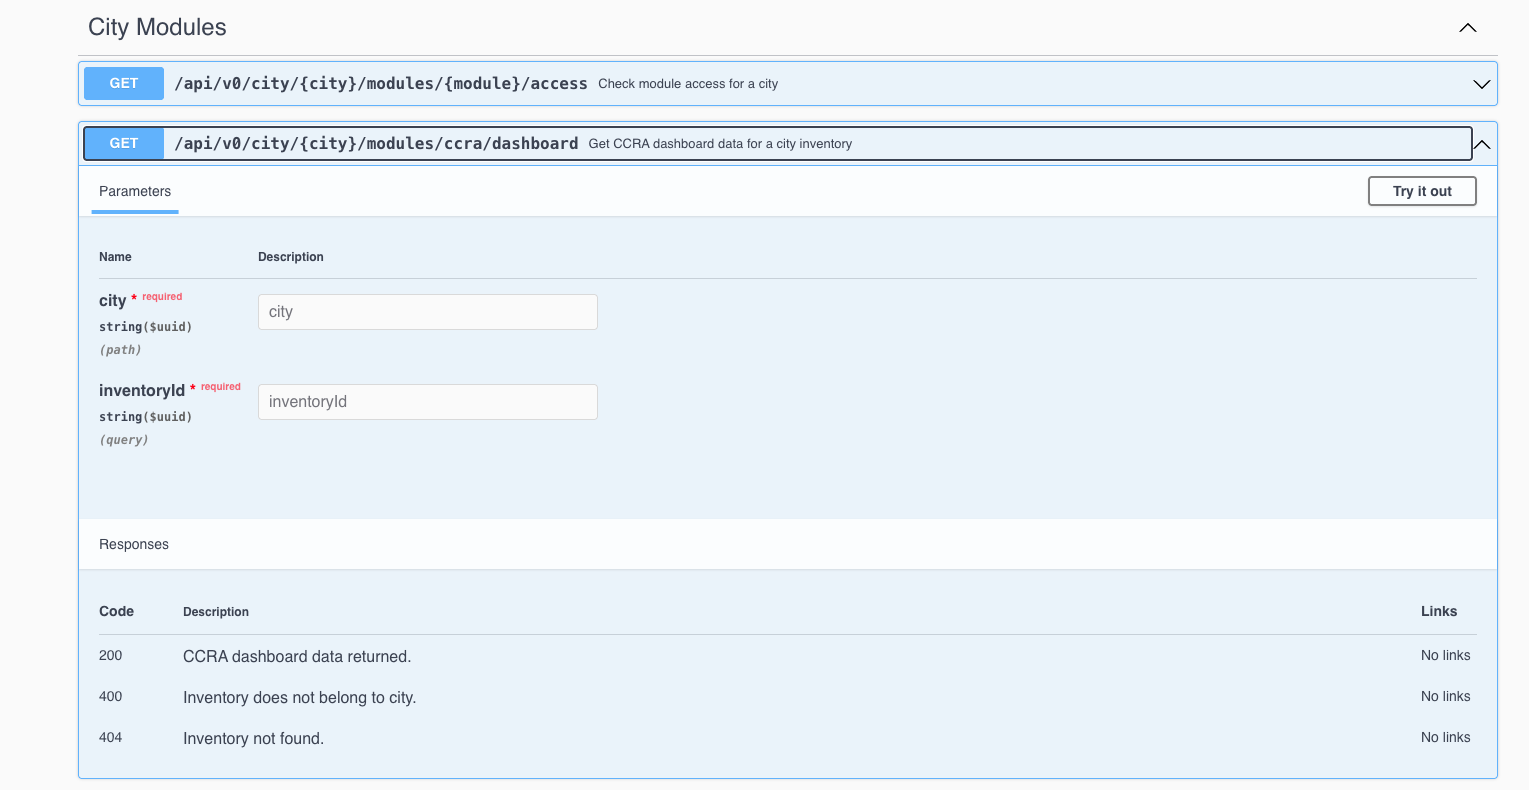 City Modules
GET /api/v0/city/{city}/modules/{module}/access Check module access for a city
GET /api/v0/city/{city}/modules/ccra/dashboard Get CCRA dashboard data for a city inventory
Parameters Try it out
Name Description
city * required city
string($uuid)
(path)
inventoryId * required inventoryId
string($uuid)
(query)
Responses
Code Description Links
200 CCRA dashboard data returned. No links
400 Inventory does not belong to city. No links
404 Inventory not found. No links